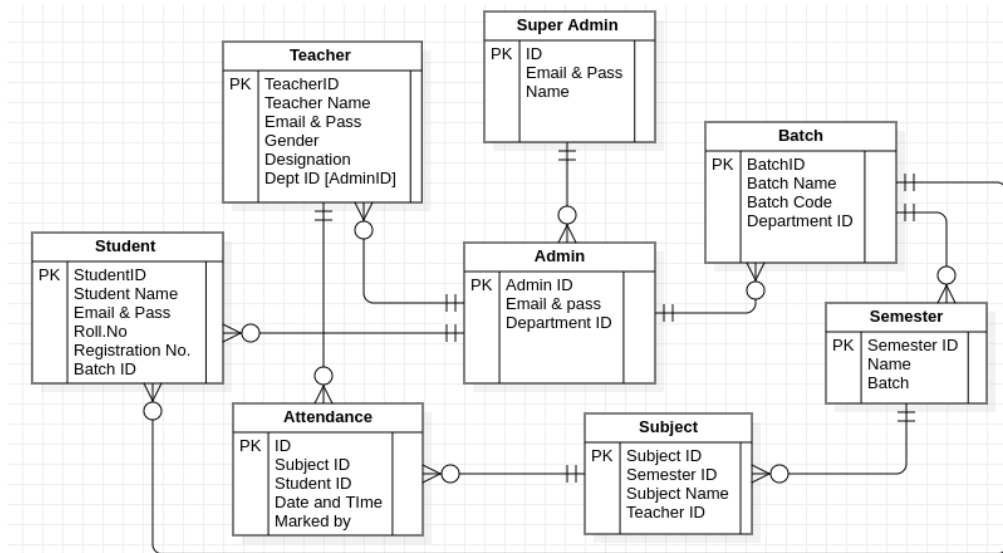 Super Admin
PK
ID
Email & Pass
Name
Teacher
PK
TeacherID
Teacher Name
Email & Pass
Gender
Designation
Dept ID [AdminID]
Batch
PK
BatchID
Batch Name
Batch Code
Department ID
Student
PK
StudentID
Student Name
Email & Pass
Roll.No
Registration No.
Batch ID
Admin
PK
Admin ID
Email & pass
Department ID
Semester
PK
Semester ID
Name
Batch
Attendance
PK
ID
Subject ID
Student ID
Date and TIme
Marked by
Subject
PK
Subject ID
Semester ID
Subject Name
Teacher ID